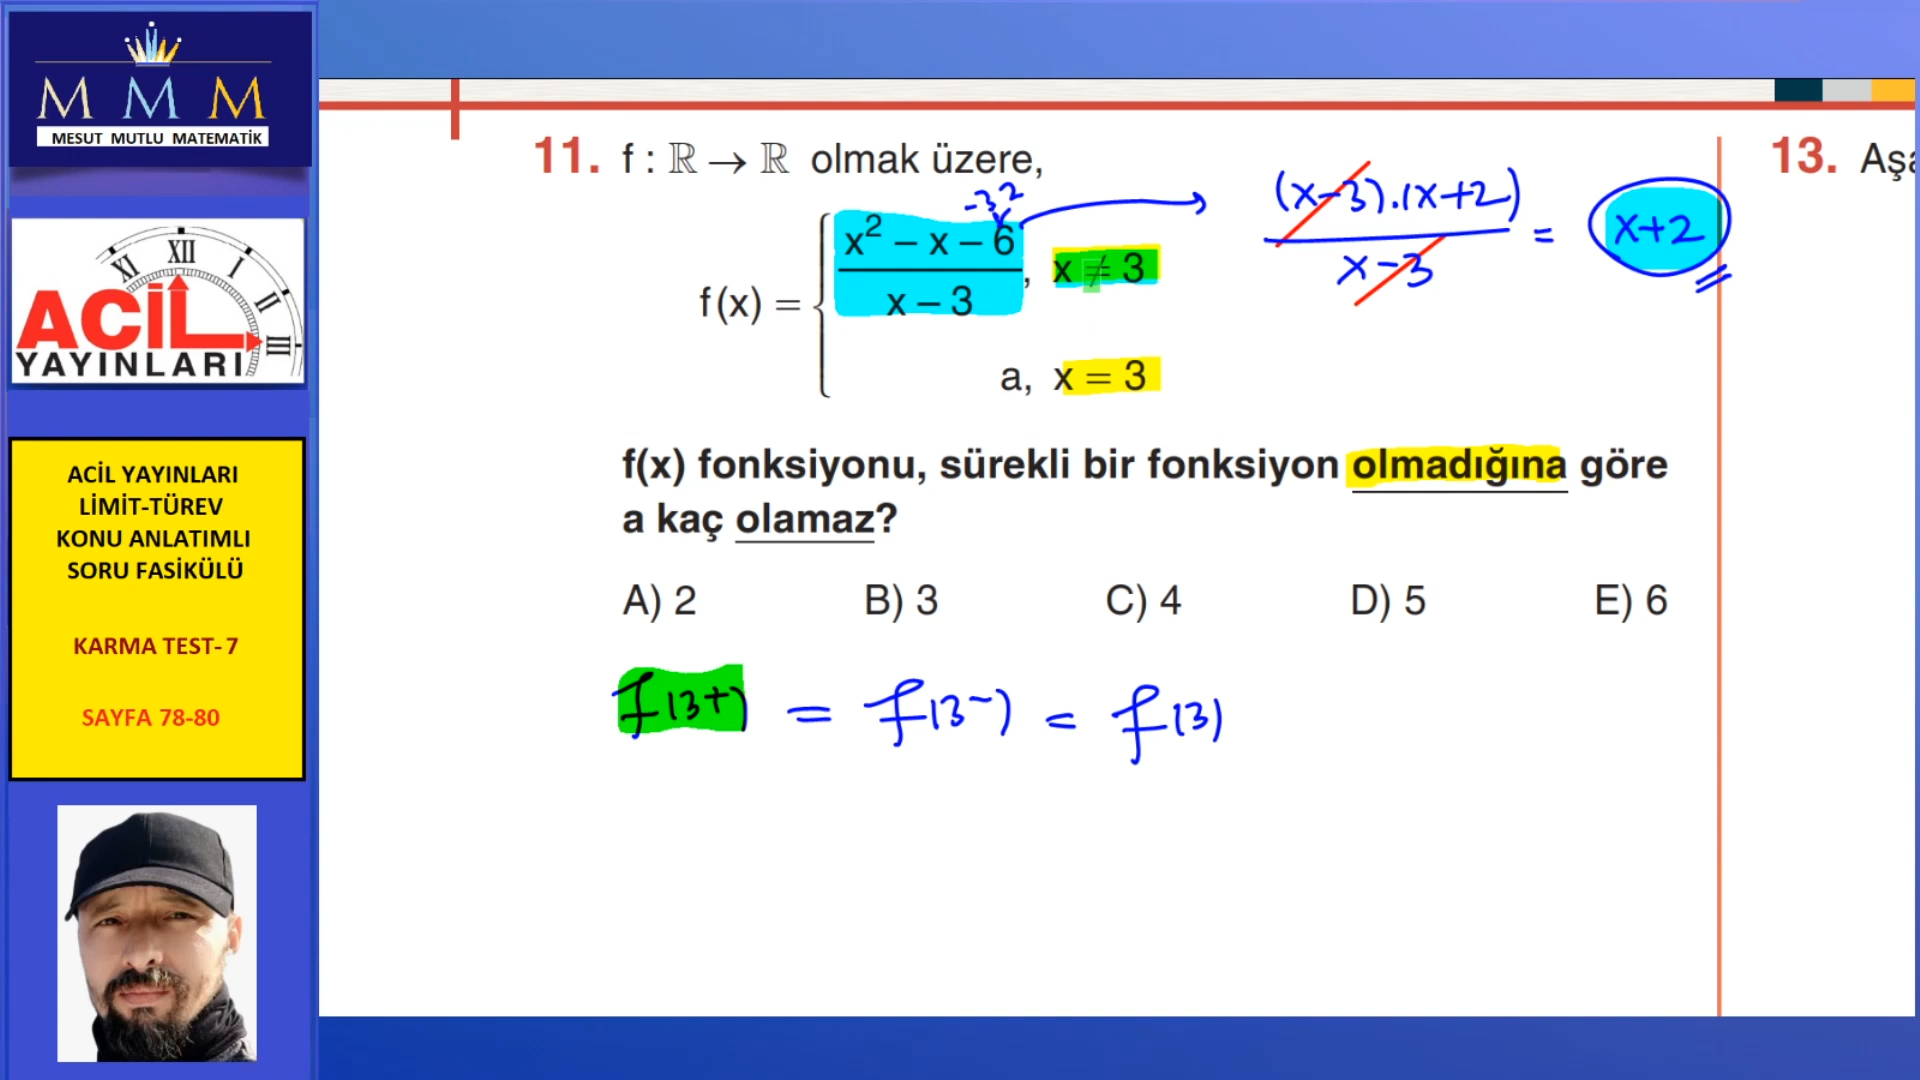 M M M
MESUT MUTLU MATEMATİK
XI XII I II III
ACİL
YAYINLARI
ACİL YAYINLARI
LİMİT-TÜREV
KONU ANLATIMLI
SORU FASİKÜLÜ
KARMA TEST- 7
SAYFA 78-80
11. f : ℝ → ℝ olmak üzere,
f(x) = { (x² – x – 6)/(x – 3), x ≠ 3
a, x = 3
-3 2
(x-3).(x+2)/(x-3) = x+2
f(x) fonksiyonu, sürekli bir fonksiyon olmadığına göre
a kaç olamaz?
A) 2 B) 3 C) 4 D) 5 E) 6
f(3+) = f(3-) = f(3)
13. Aşa